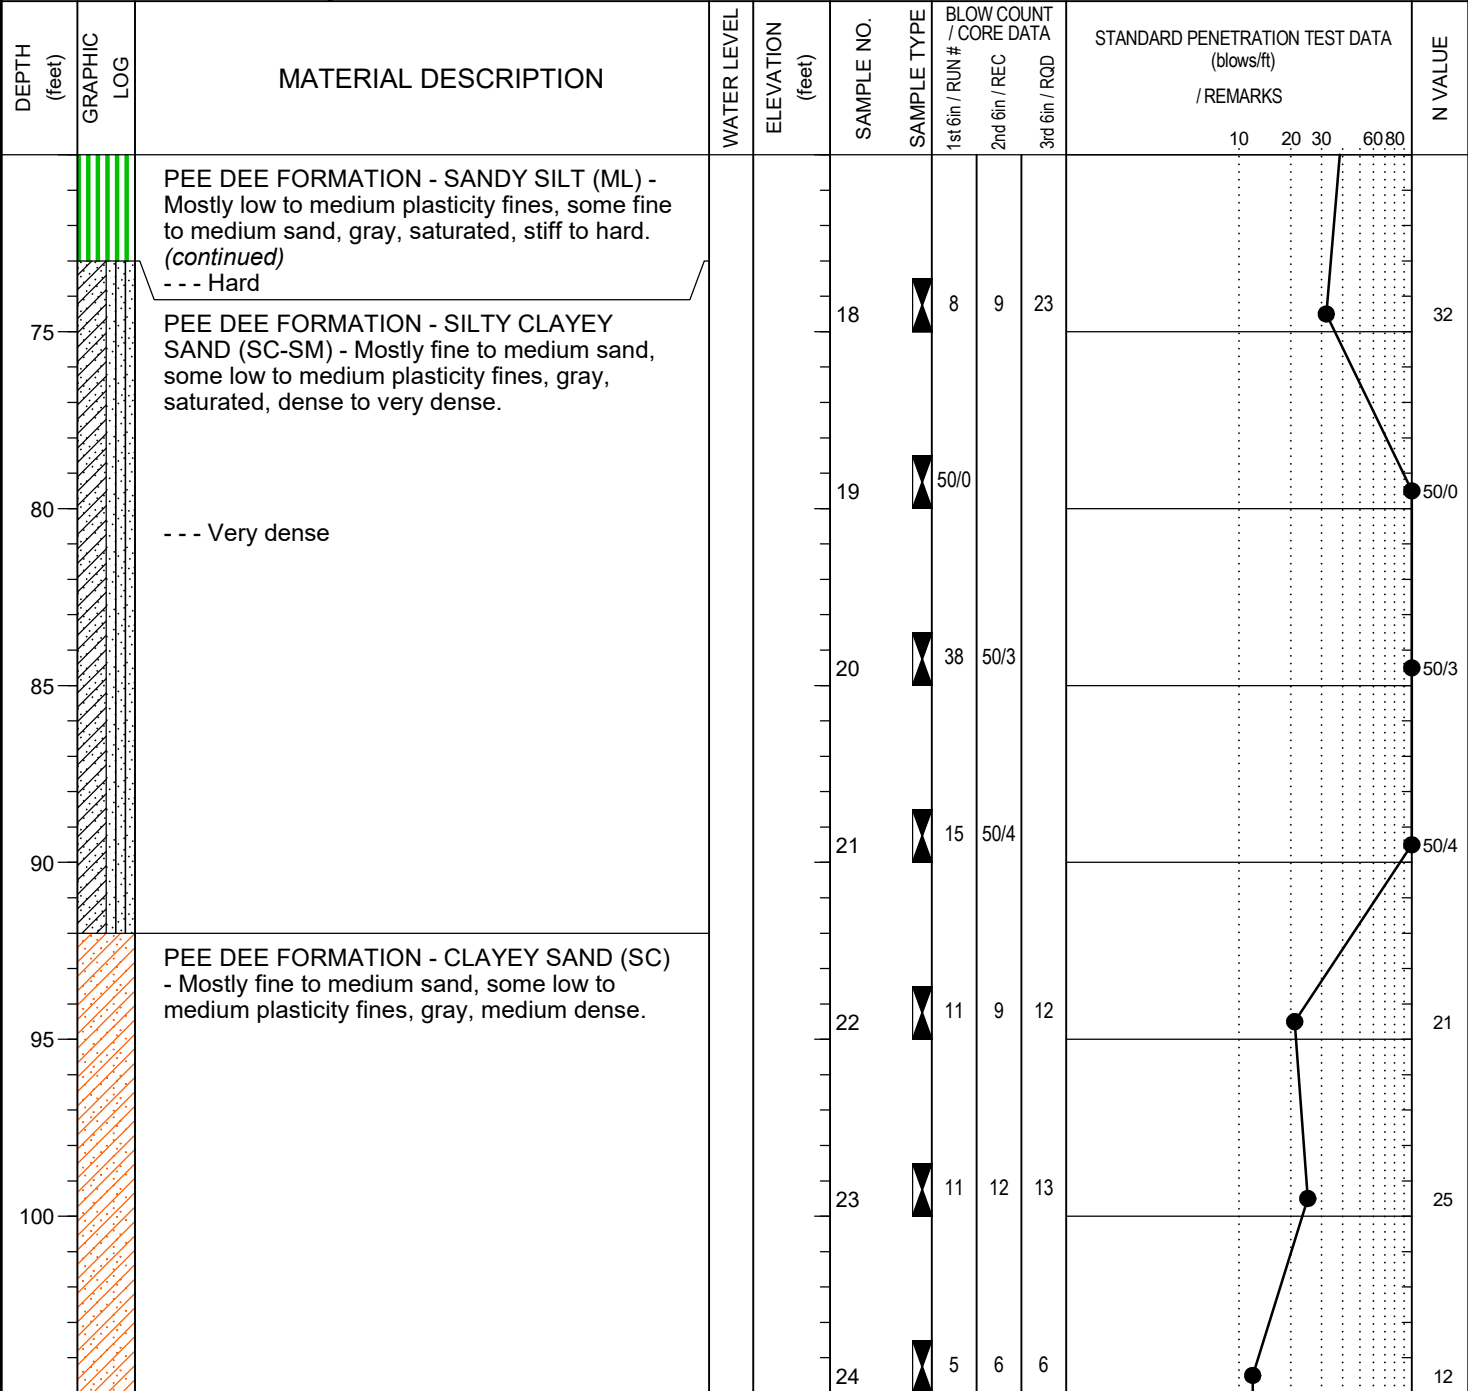 DEPTH
(feet)
GRAPHIC
LOG
MATERIAL DESCRIPTION
WATER LEVEL
ELEVATION
(feet)
SAMPLE NO.
SAMPLE TYPE
BLOW COUNT
/ CORE DATA
1st 6in / RUN #
2nd 6in / REC
3rd 6in / RQD
STANDARD PENETRATION TEST DATA
(blows/ft)
/ REMARKS
10 20 30 60 80
N VALUE
PEE DEE FORMATION - SANDY SILT (ML) -
Mostly low to medium plasticity fines, some fine
to medium sand, gray, saturated, stiff to hard.
(continued)
- - - Hard
18 8 9 23 32
75
PEE DEE FORMATION - SILTY CLAYEY
SAND (SC-SM) - Mostly fine to medium sand,
some low to medium plasticity fines, gray,
saturated, dense to very dense.
19 50/0 50/0
80
- - - Very dense
20 38 50/3 50/3
85
21 15 50/4 50/4
90
PEE DEE FORMATION - CLAYEY SAND (SC)
- Mostly fine to medium sand, some low to
medium plasticity fines, gray, medium dense.
22 11 9 12 21
95
23 11 12 13 25
100
24 5 6 6 12